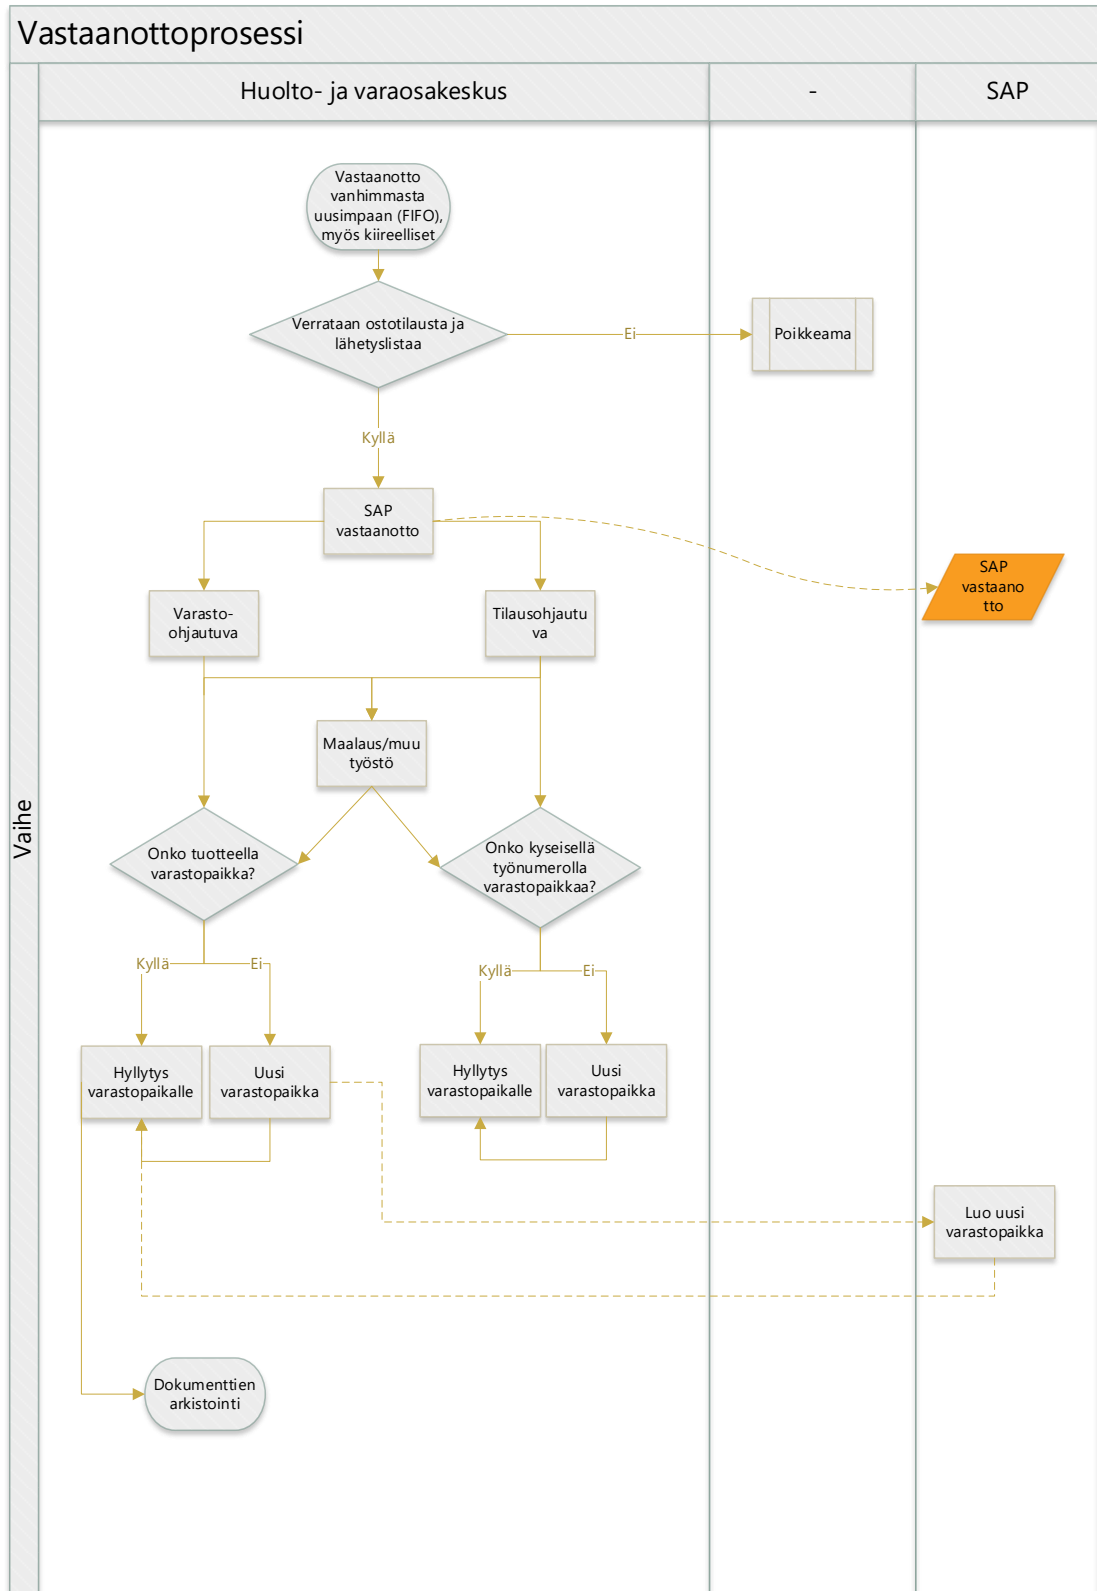 Vastaanottoprosessi
Huolto- ja varaosakeskus
-
SAP
Vaihe
Vastaanotto
vanhimmasta
uusimpaan (FIFO),
myös kiireelliset
Verrataan ostotilausta ja
lähetyslistaa
Ei
Poikkeama
Kyllä
SAP
vastaanotto
SAP
vastaano
tto
Varasto-
ohjautuva
Tilausohjautu
va
Maalaus/muu
työstö
Onko tuotteella
varastopaikka?
Onko kyseisellä
työnumerolla
varastopaikkaa?
Kyllä
Ei
Kyllä
Ei
Hyllytys
varastopaikalle
Uusi
varastopaikka
Hyllytys
varastopaikalle
Uusi
varastopaikka
Luo uusi
varastopaikka
Dokumenttien
arkistointi